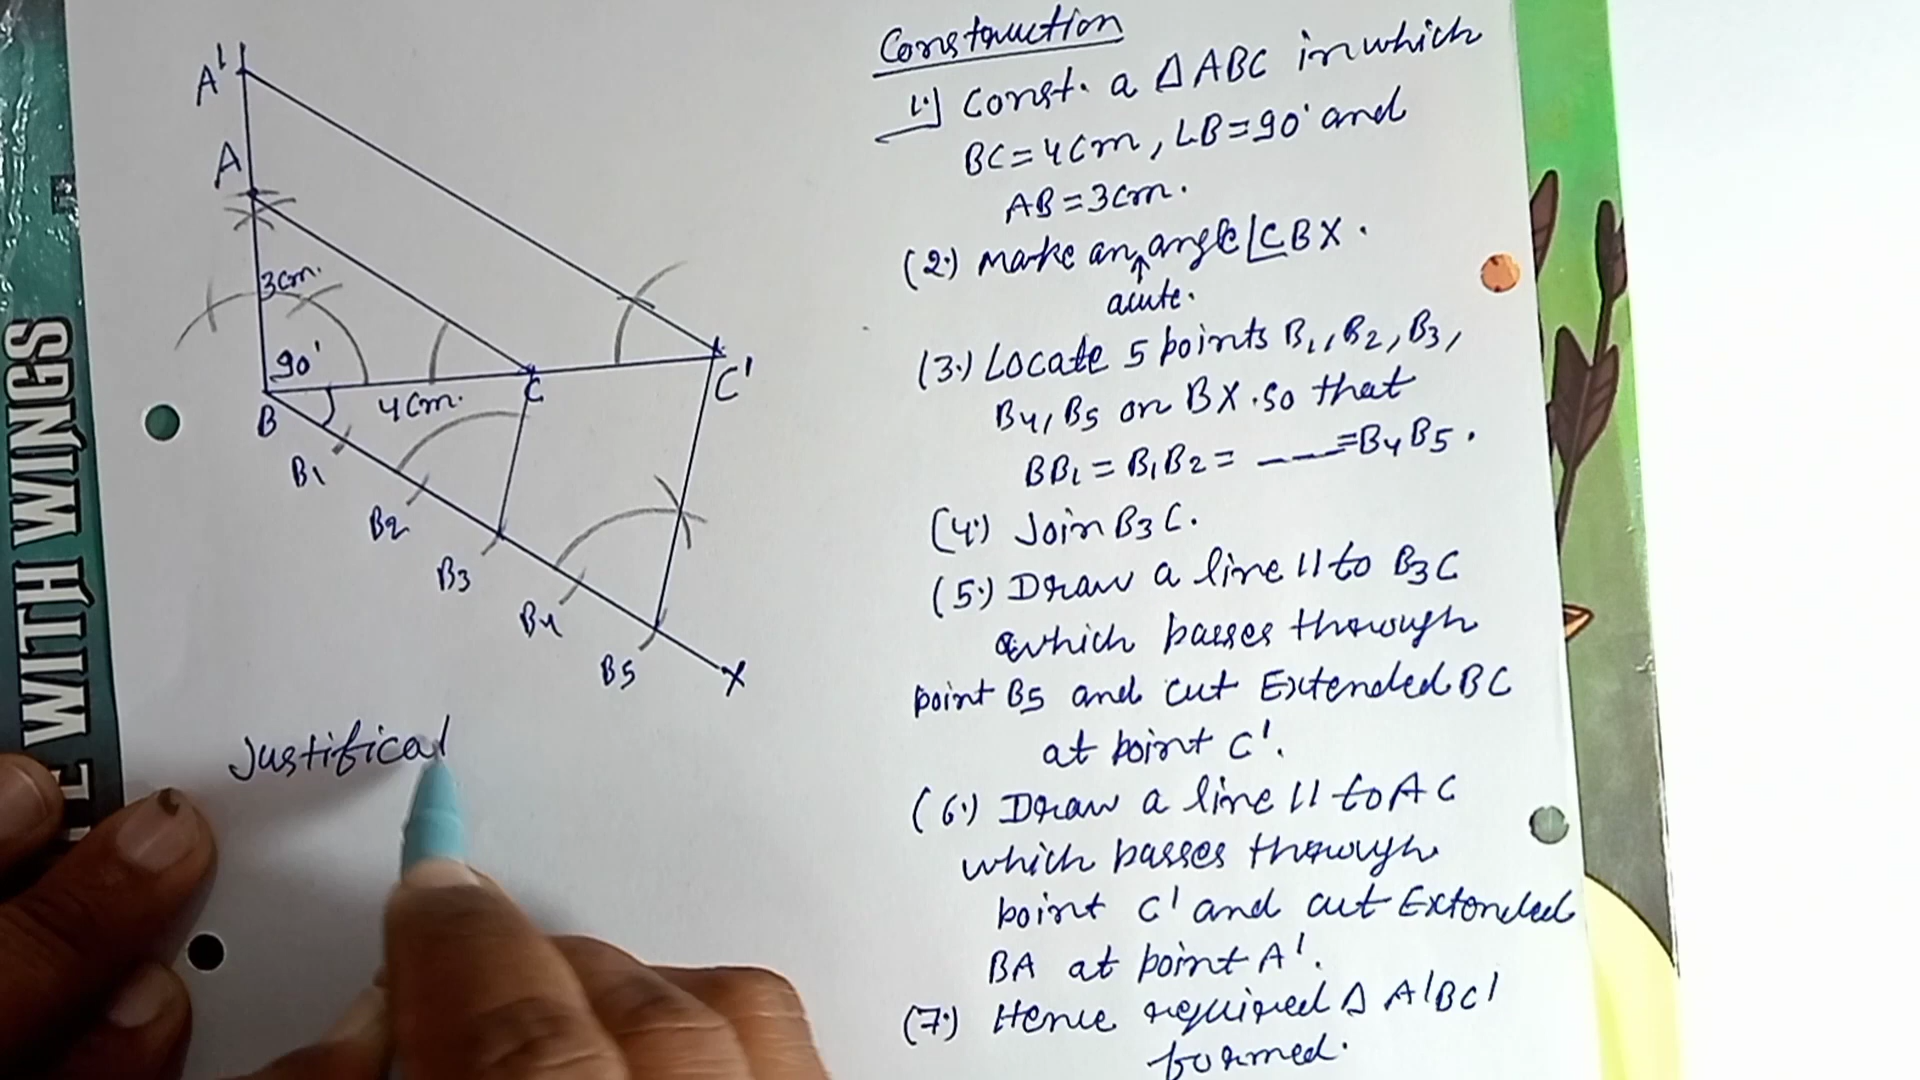 A'
A
3cm.
90°
B
4cm.
C
C'
B1
B2
B3
B4
B5
X
Justificat
Construction
1.) Const. a ΔABC in which
BC=4cm, ∠B=90° and
AB=3cm.
(2.) Make an angle ∠CBX.
acute.
(3.) Locate 5 points B1, B2, B3,
B4, B5 on BX. so that
BB1 = B1B2 = ___=B4B5.
(4.) Join B3C.
(5.) Draw a line || to B3C
which passes through
point B5 and cut Extended BC
at point C'.
(6.) Draw a line || to AC
which passes through
point C' and cut Extended
BA at point A'.
(7.) Hence required Δ A'BC'
formed.
WITH WINGS